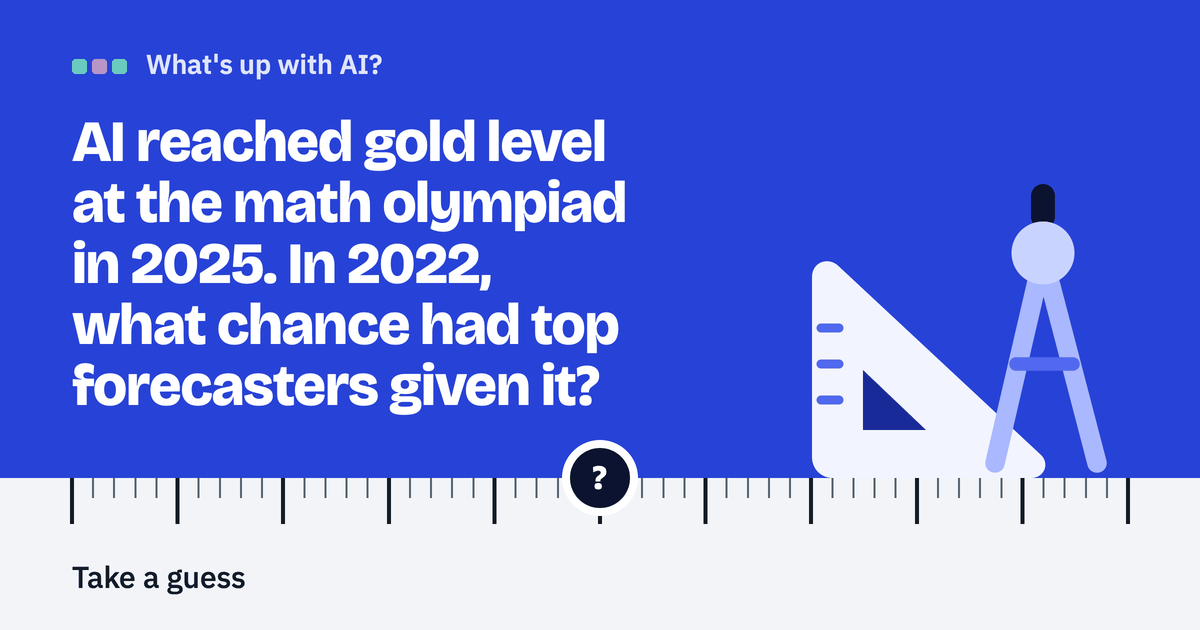 What's up with AI?
AI reached gold level
at the math olympiad
in 2025. In 2022,
what chance had top
forecasters given it?
?
Take a guess